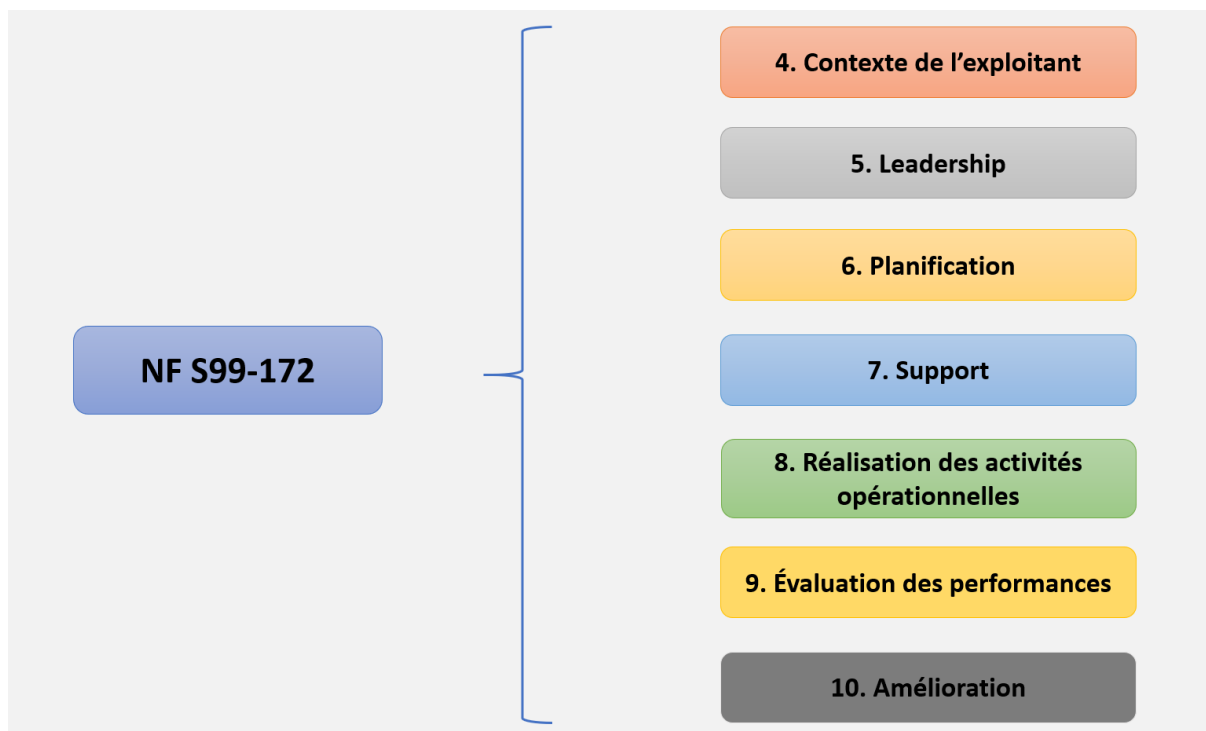 NF S99-172
4. Contexte de l’exploitant
5. Leadership
6. Planification
7. Support
8. Réalisation des activités
opérationnelles
9. Évaluation des performances
10. Amélioration